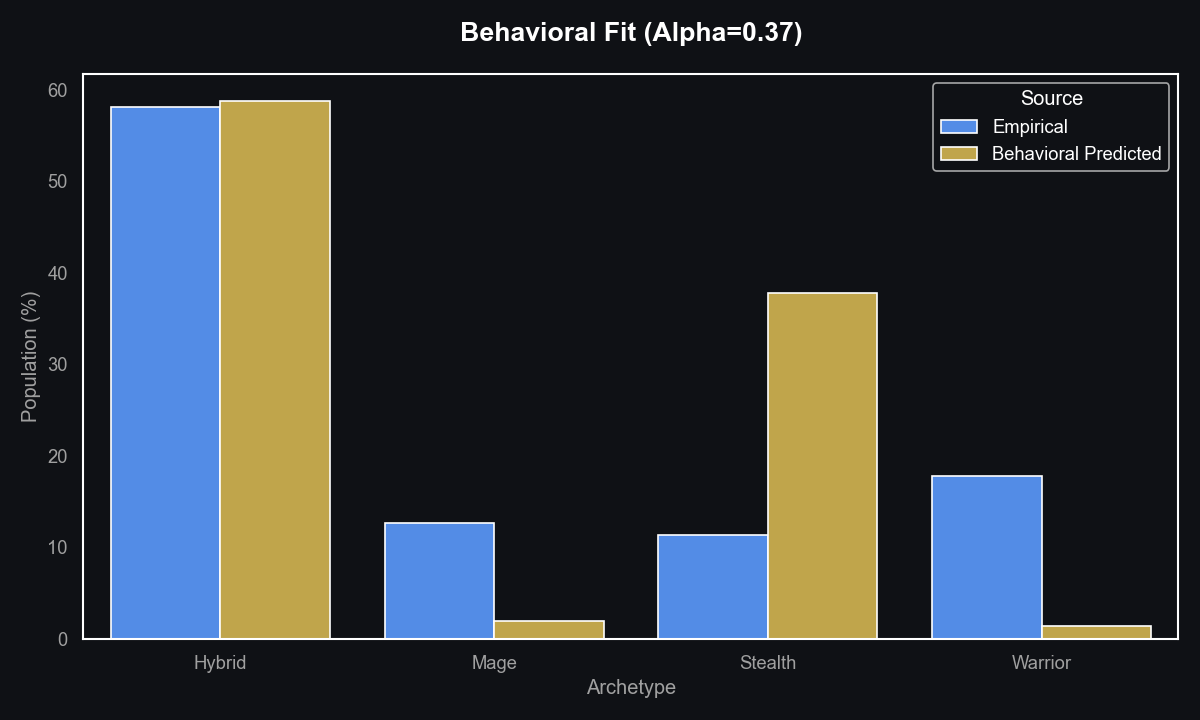 Behavioral Fit (Alpha=0.37)
Source
Empirical
Behavioral Predicted
Population (%)
60
50
40
30
20
10
0
Hybrid
Mage
Stealth
Warrior
Archetype